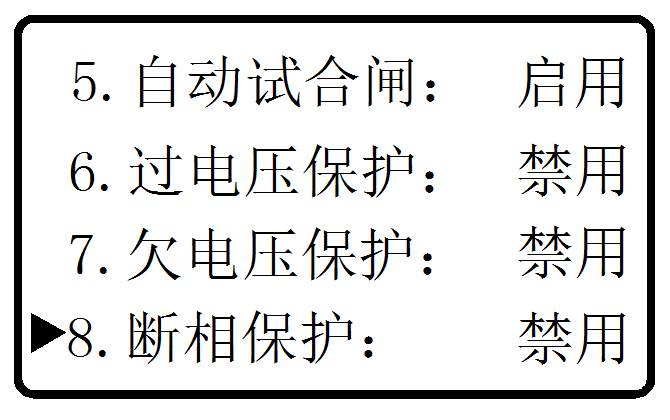 5.自动试合闸： 启用
6.过电压保护： 禁用
7.欠电压保护： 禁用
8.断相保护： 禁用